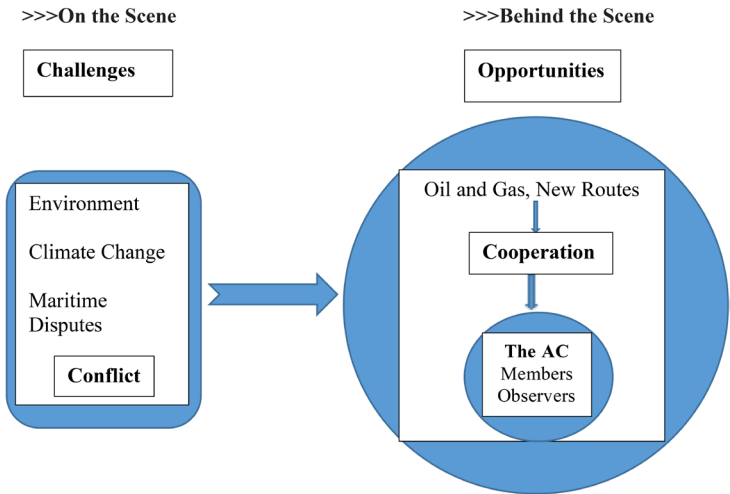 >>>On the Scene
>>>Behind the Scene
Challenges
Opportunities
Environment
Climate Change
Maritime
Disputes
Conflict
Oil and Gas, New Routes
Cooperation
The AC
Members
Observers